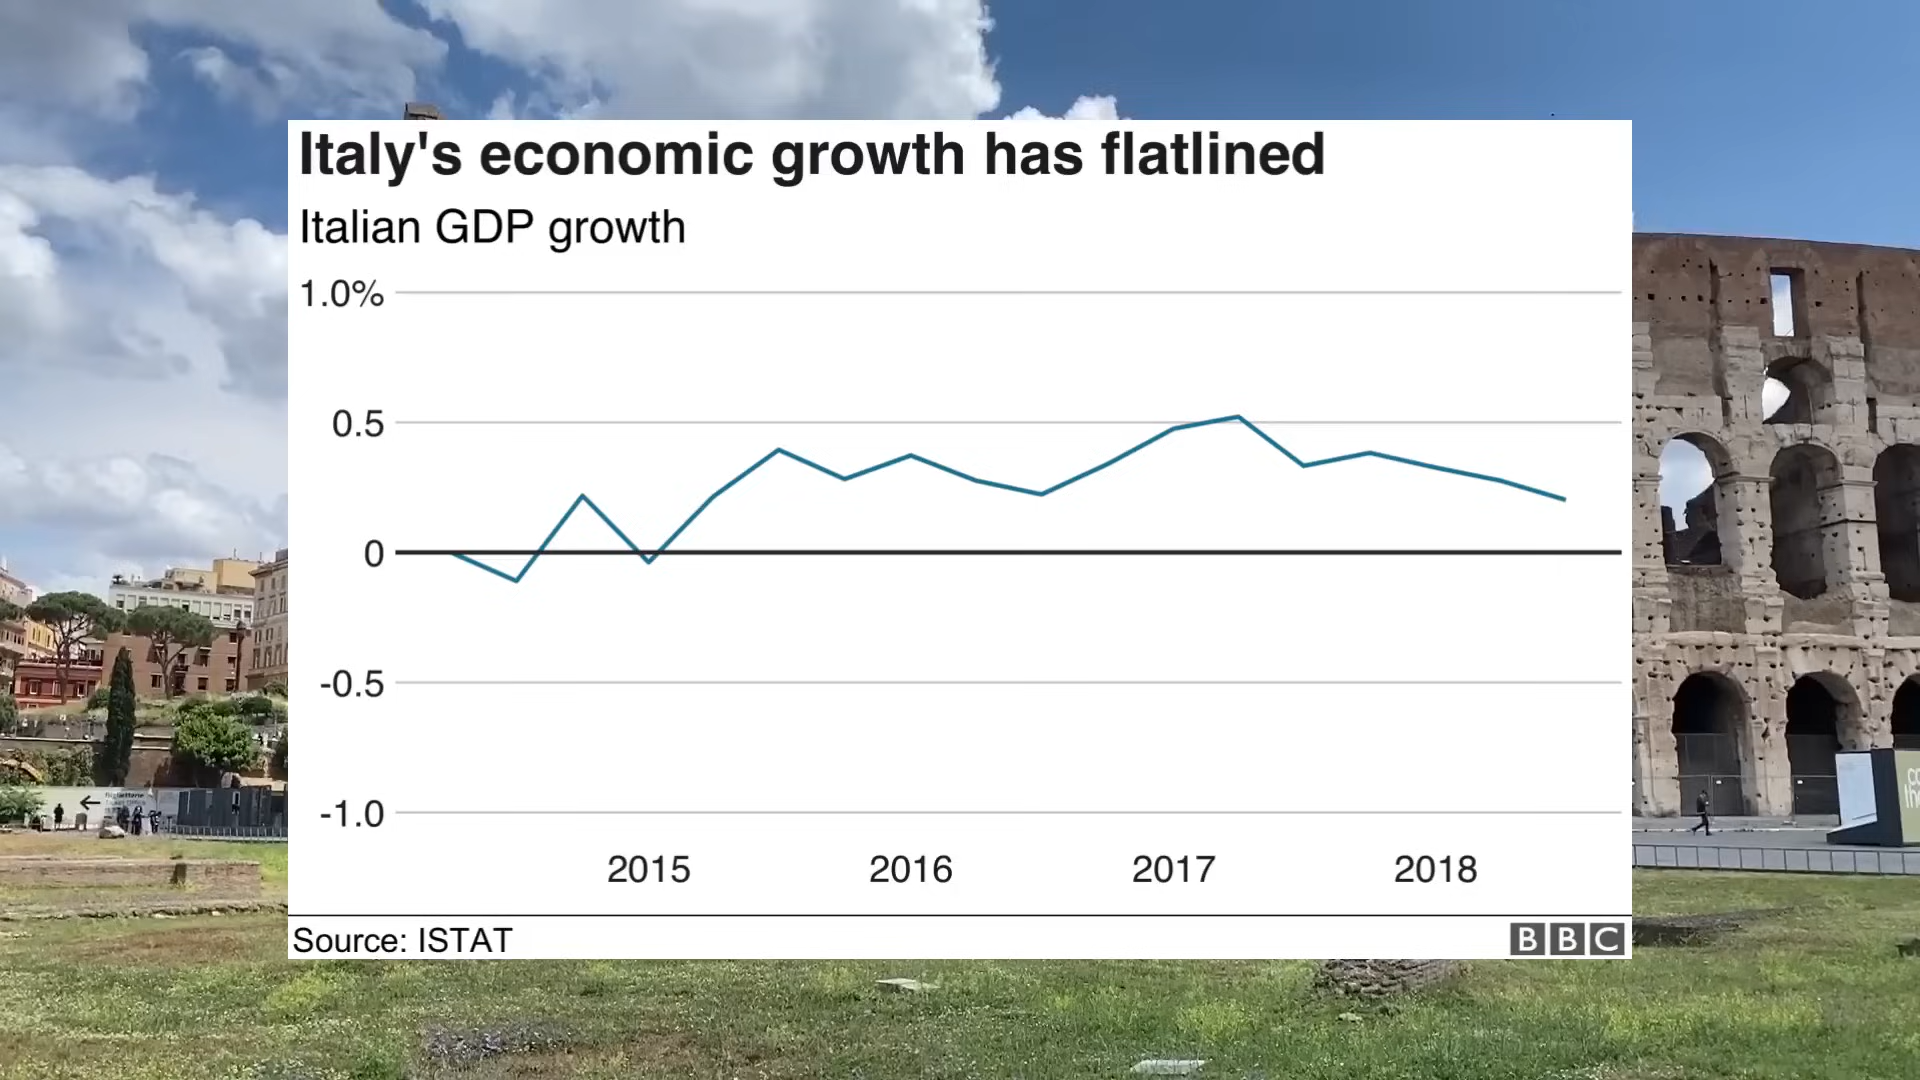 Italy's economic growth has flatlined
Italian GDP growth
1.0%
0.5
0
-0.5
-1.0
2015 2016 2017 2018
Source: ISTAT
BBC